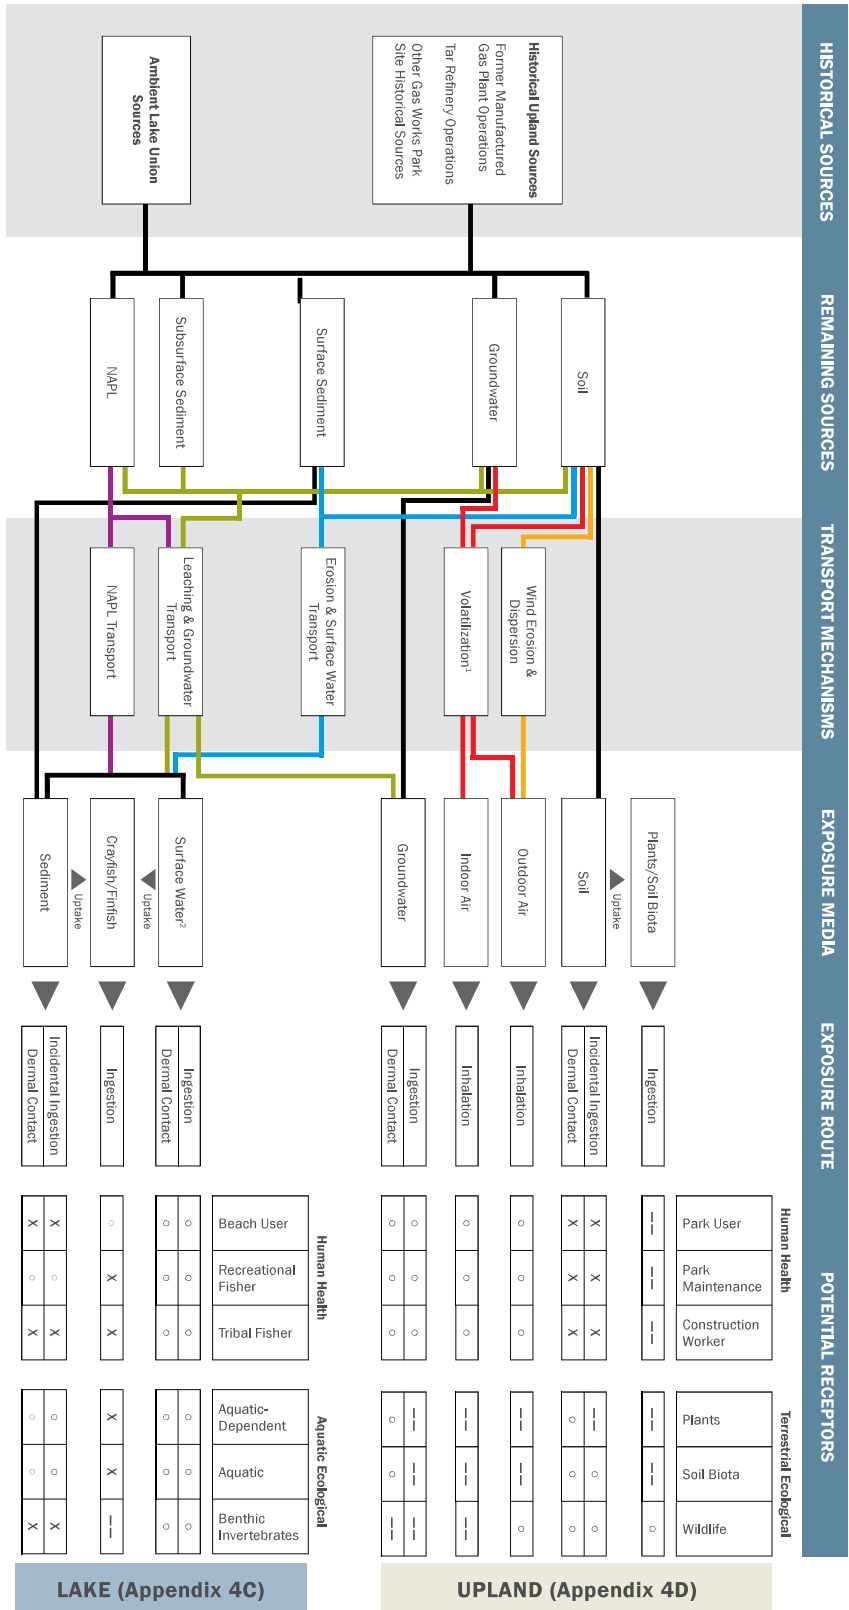 HISTORICAL SOURCES
REMAINING SOURCES
TRANSPORT MECHANISMS
EXPOSURE MEDIA
EXPOSURE ROUTE
POTENTIAL RECEPTORS
Historical Upland Sources
Former Manufactured
Gas Plant Operations
Tar Refinery Operations
Other Gas Works Park
Site Historical Sources
Ambient Lake Union
Sources
Soil
Groundwater
Surface Sediment
Subsurface Sediment
NAPL
Wind Erosion &
Dispersion
Volatilization¹
Erosion & Surface Water
Transport
Leaching & Groundwater
Transport
NAPL Transport
Plants/Soil Biota
Uptake
Soil
Outdoor Air
Indoor Air
Groundwater
Surface Water²
Uptake
Crayfish/Finfish
Uptake
Sediment
Ingestion
Incidental Ingestion
Dermal Contact
Inhalation
Inhalation
Ingestion
Dermal Contact
Ingestion
Dermal Contact
Ingestion
Incidental Ingestion
Dermal Contact
Human Health
Park User
Park
Maintenance
Construction
Worker
Terrestrial Ecological
Plants
Soil Biota
Wildlife
Human Health
Beach User
Recreational
Fisher
Tribal Fisher
Aquatic Ecological
Aquatic-
Dependent
Aquatic
Benthic
Invertebrates
X X ○ X X ○ ○ ○ ○ ○ ○ --
○ ○ X ○ ○ ○ ○ ○ ○ X X --
X X X ○ ○ ○ ○ ○ ○ X X --
○ ○ X ○ ○ ○ -- -- -- ○ -- --
○ ○ X ○ ○ ○ -- -- -- ○ ○ --
X X -- ○ ○ -- -- -- ○ ○ ○ ○
LAKE (Appendix 4C)
UPLAND (Appendix 4D)